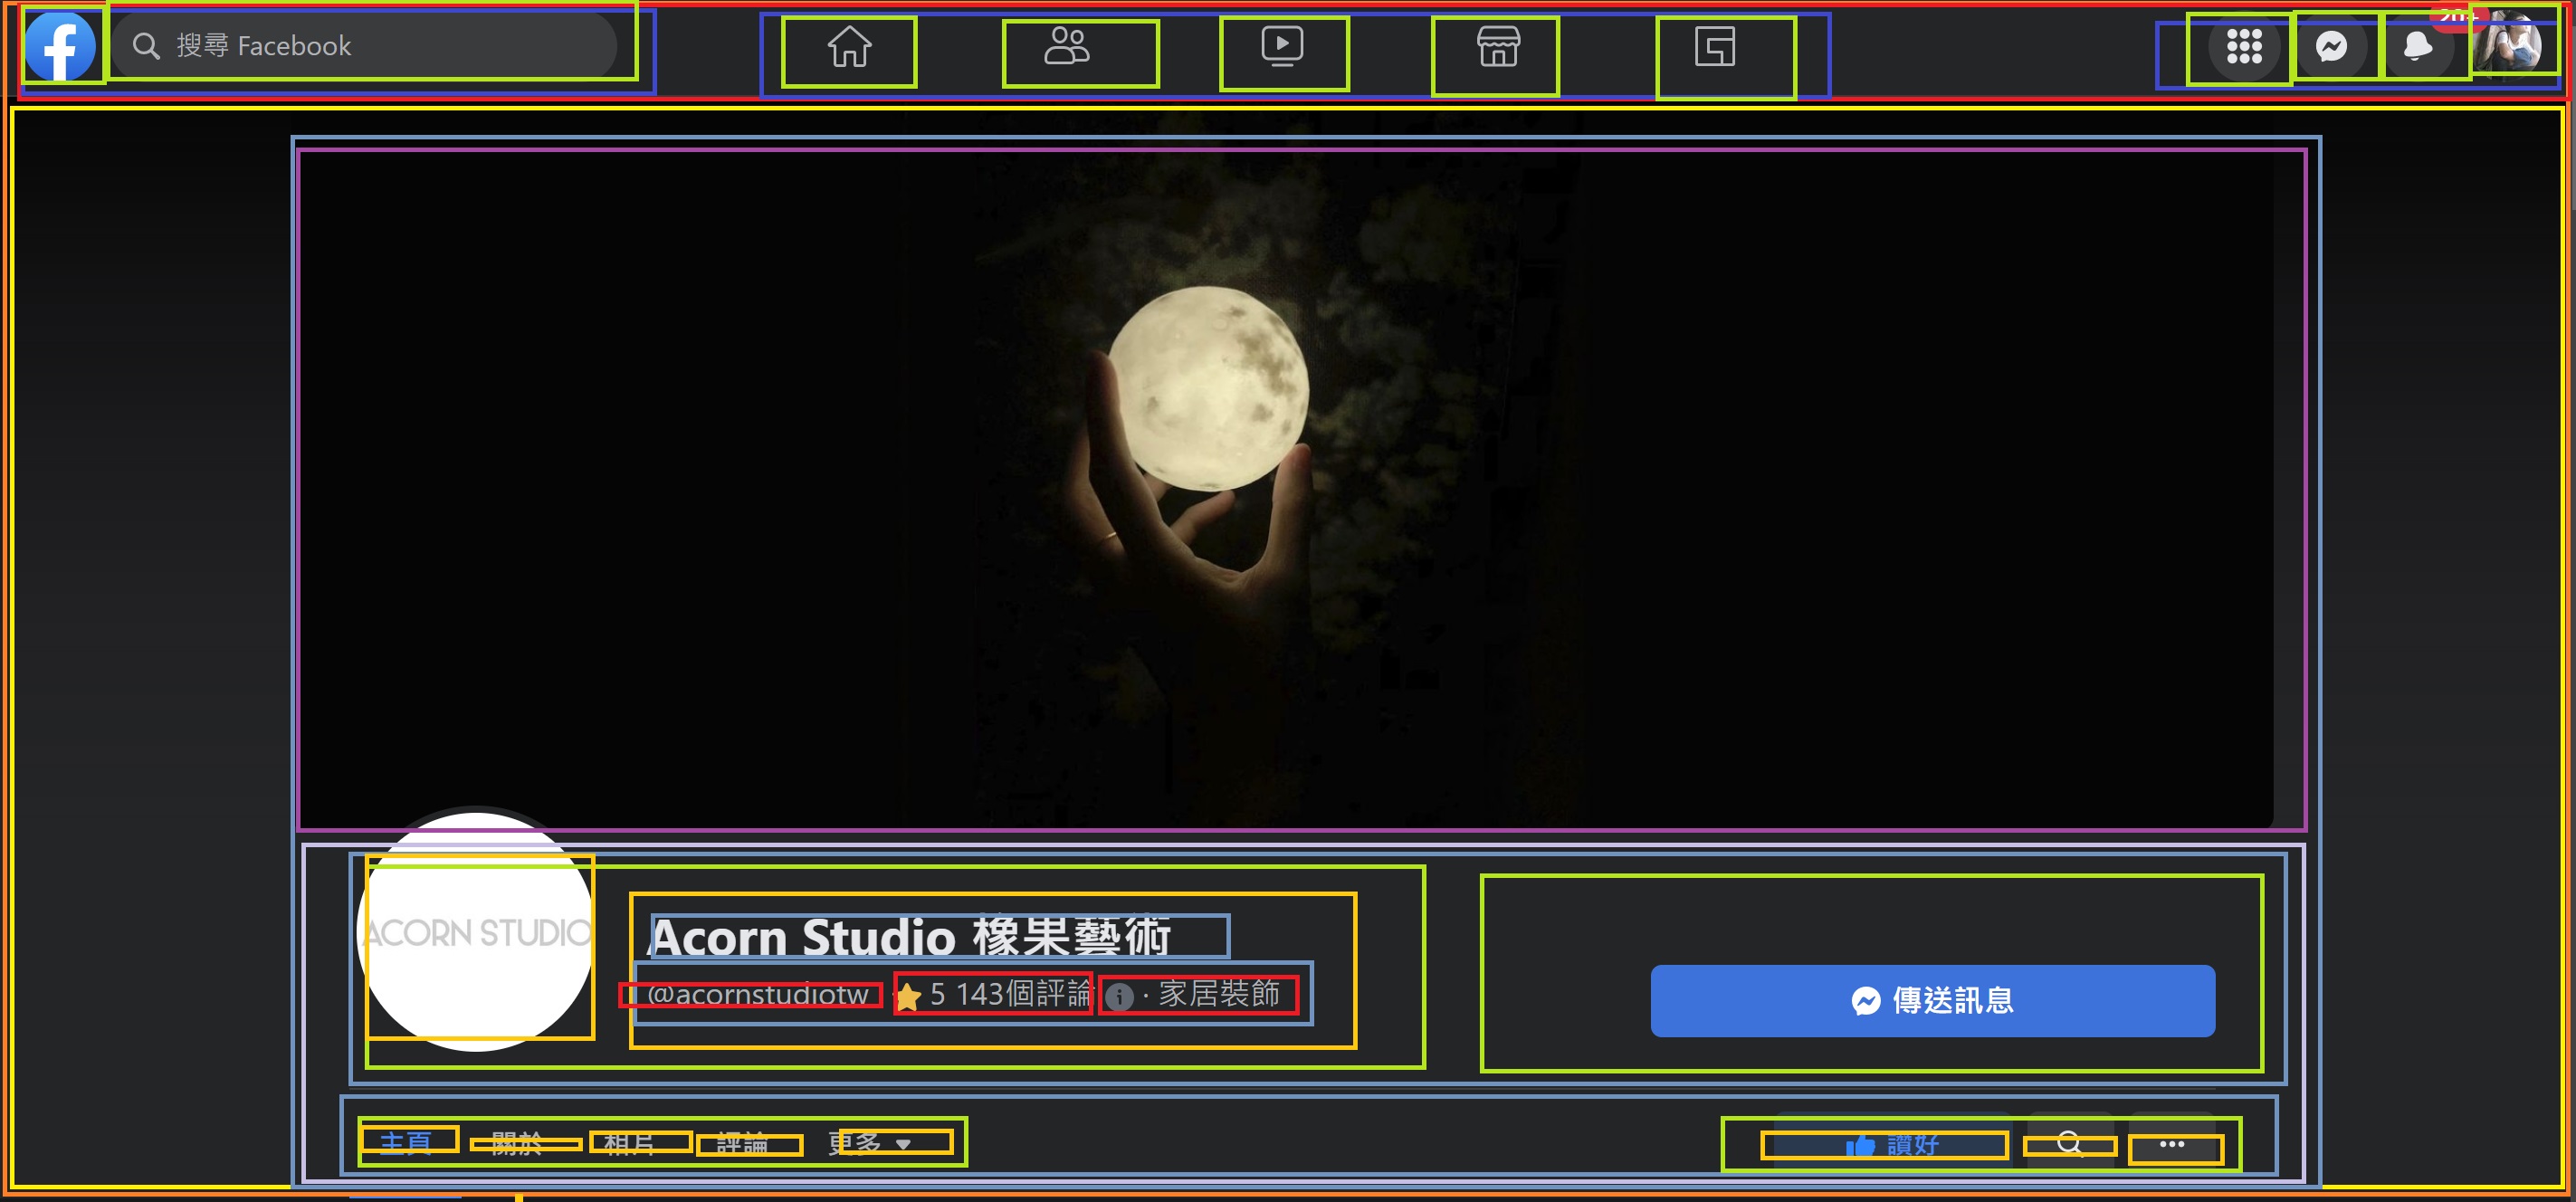 搜尋 Facebook
20+
ACORN STUDIO
Acorn Studio 橡果藝術
@acornstudiotw
5 143個評論
· 家居裝飾
傳送訊息
主頁
關於
相片
評論
更多
讚好